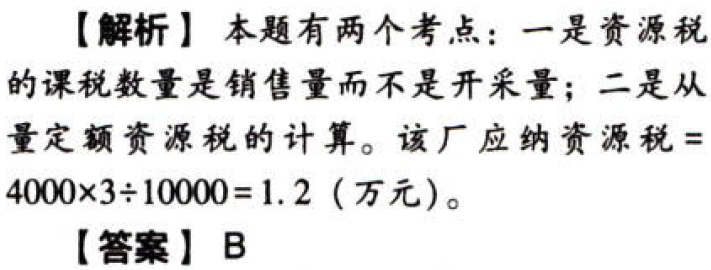 【解析】 本题有两个考点：一是资源税
的课税数量是销售量而不是开采量；二是从
量定额资源税的计算。该厂应纳资源税=
4000×3÷10000=1.2（万元）。
【答案】 B